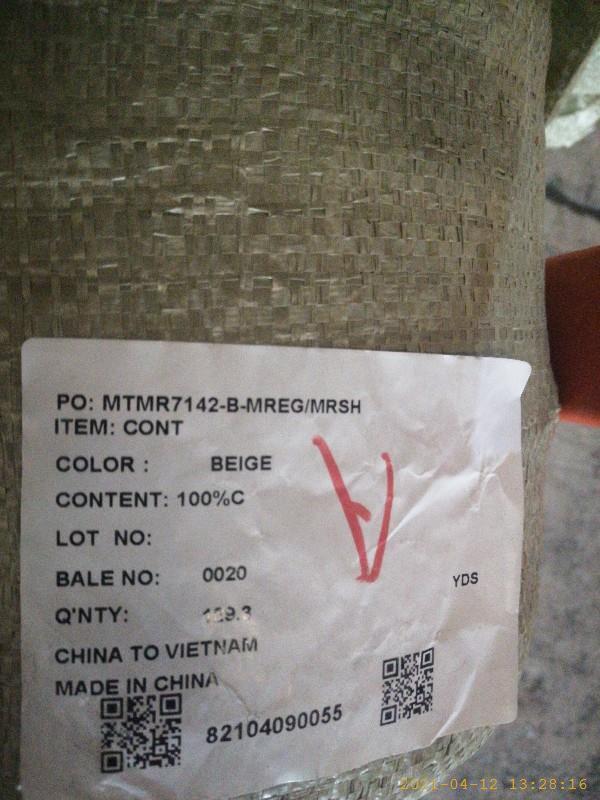 PO: MTMR7142-B-MREG/MRSH
ITEM: CONT
COLOR : BEIGE
CONTENT: 100%C
LOT NO:
BALE NO: 0020
YDS
Q'NTY:
CHINA TO VIETNAM
MADE IN CHINA
82104090055
2021-04-12 13:28:16